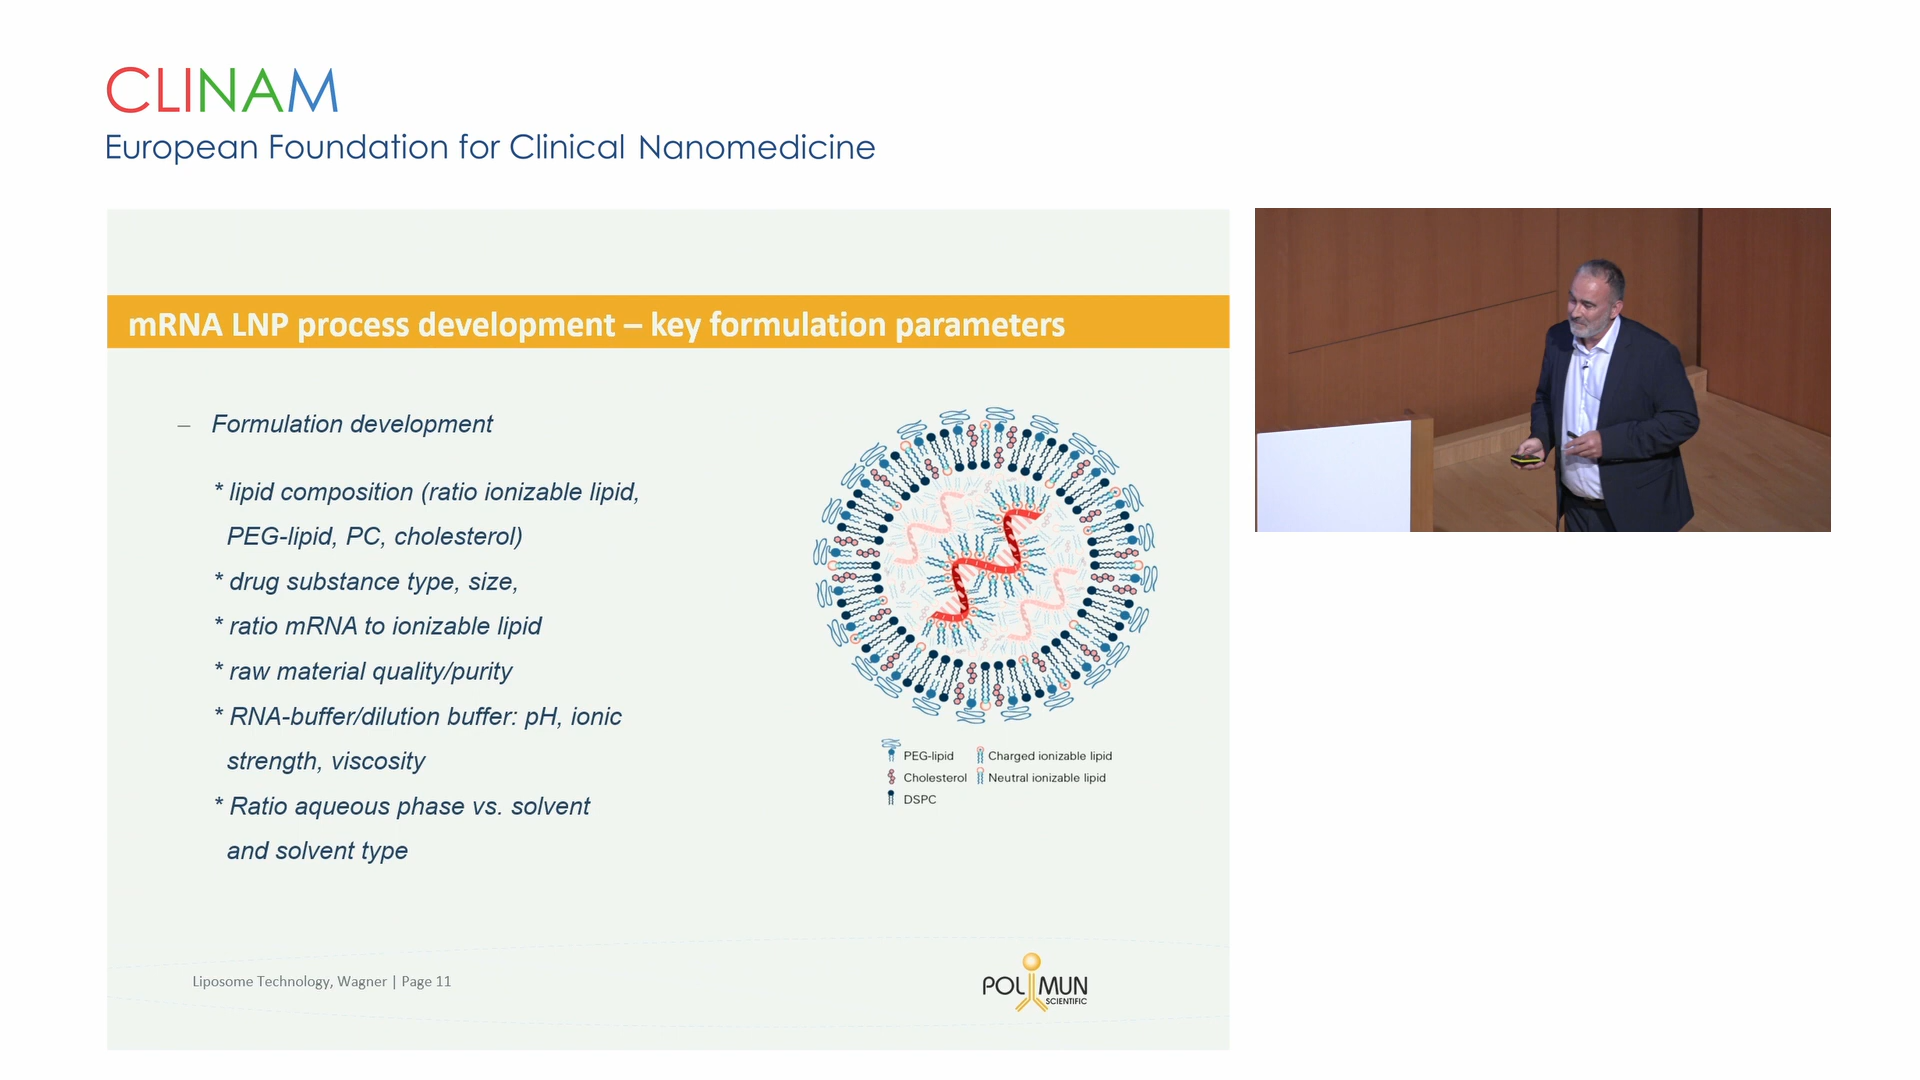 CLINAM
European Foundation for Clinical Nanomedicine
mRNA LNP process development – key formulation parameters
– Formulation development
* lipid composition (ratio ionizable lipid,
PEG-lipid, PC, cholesterol)
* drug substance type, size,
* ratio mRNA to ionizable lipid
* raw material quality/purity
* RNA-buffer/dilution buffer: pH, ionic
strength, viscosity
* Ratio aqueous phase vs. solvent
and solvent type
PEG-lipid
Charged ionizable lipid
Cholesterol
Neutral ionizable lipid
DSPC
Liposome Technology, Wagner | Page 11
POLYMUN
SCIENTIFIC